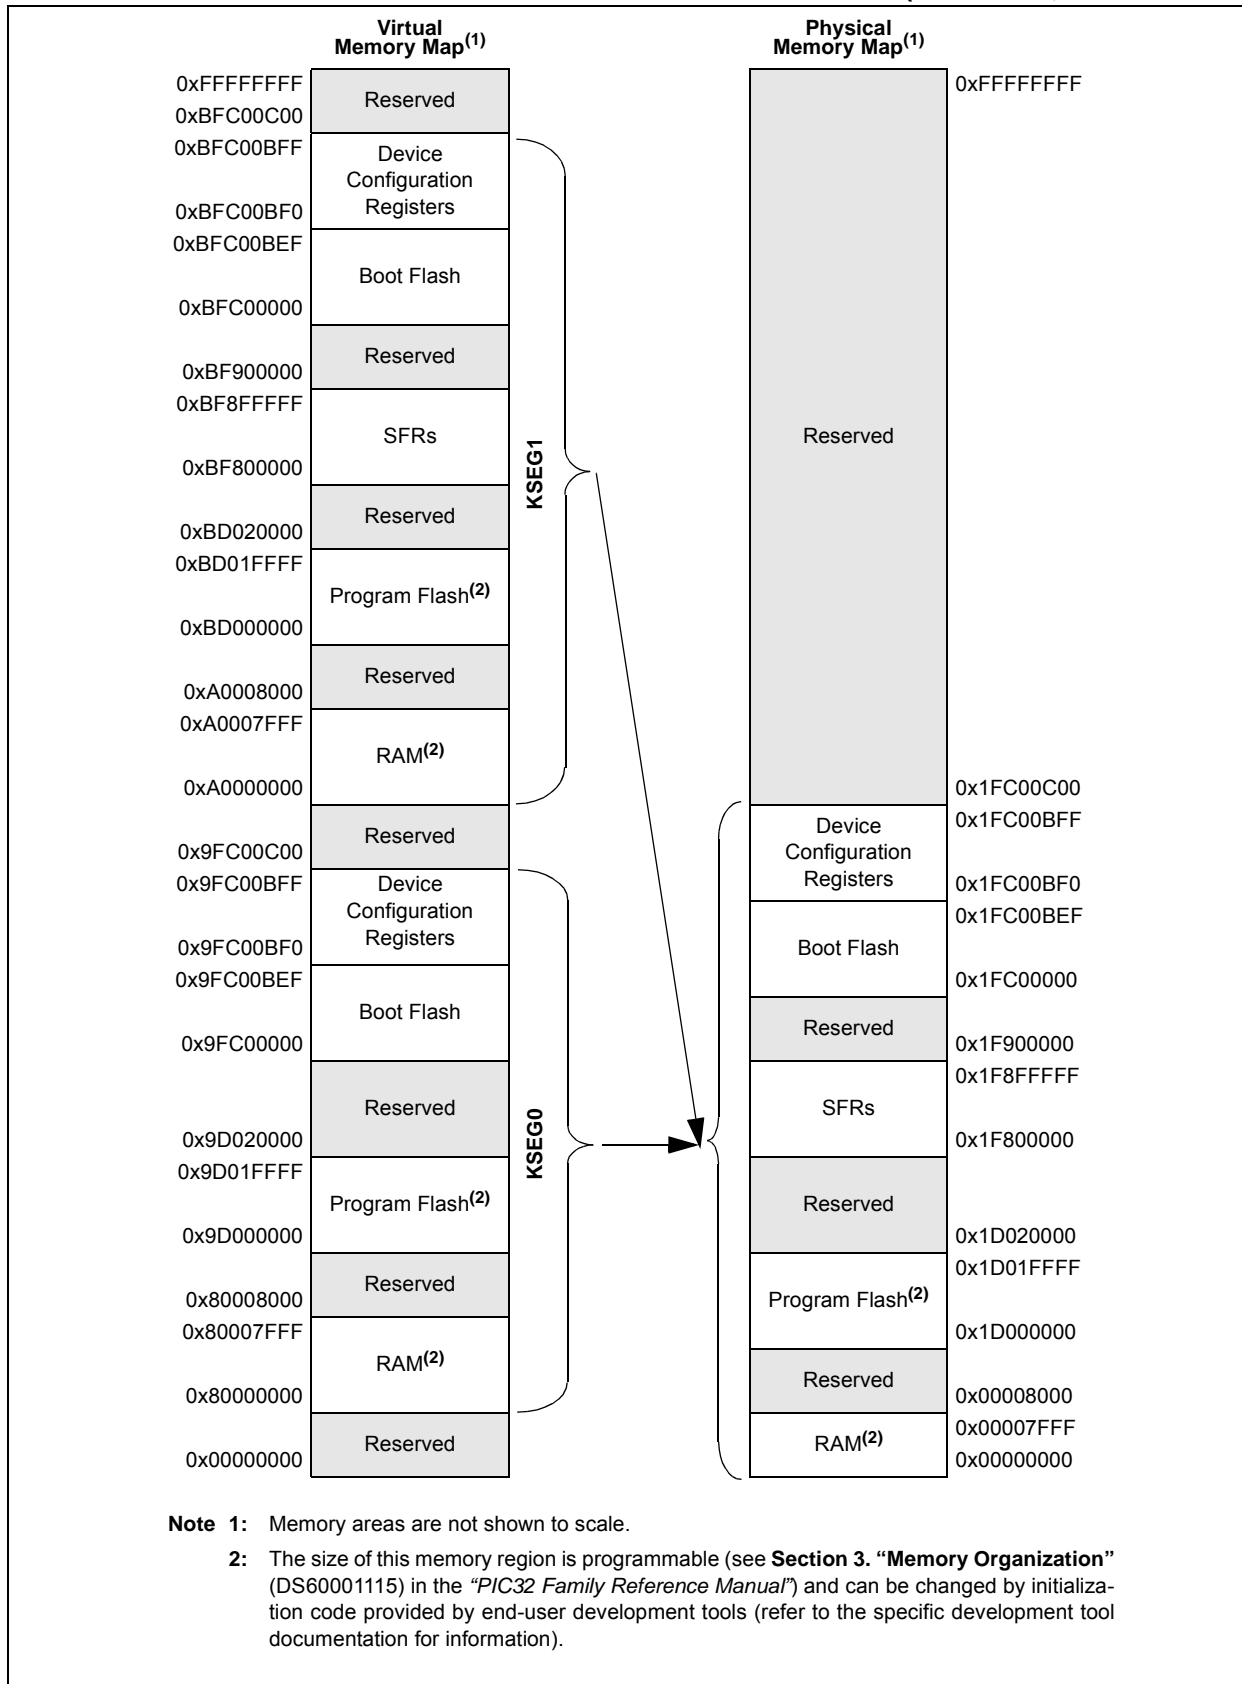 Virtual
Memory Map(1)
Physical
Memory Map(1)
0xFFFFFFFF
Reserved
0xBFC00C00
0xBFC00BFF
Device
Configuration
Registers
0xBFC00BF0
0xBFC00BEF
Boot Flash
0xBFC00000
Reserved
0xBF900000
0xBF8FFFFF
SFRs
0xBF800000
Reserved
0xBD020000
0xBD01FFFF
Program Flash(2)
0xBD000000
Reserved
0xA0008000
0xA0007FFF
RAM(2)
0xA0000000
Reserved
0x9FC00C00
0x9FC00BFF
Device
Configuration
Registers
0x9FC00BF0
0x9FC00BEF
Boot Flash
0x9FC00000
Reserved
0x9D020000
0x9D01FFFF
Program Flash(2)
0x9D000000
Reserved
0x80008000
0x80007FFF
RAM(2)
0x80000000
Reserved
0x00000000
KSEG1
KSEG0
0xFFFFFFFF
Reserved
0x1FC00C00
0x1FC00BFF
Device
Configuration
Registers
0x1FC00BF0
0x1FC00BEF
Boot Flash
0x1FC00000
Reserved
0x1F900000
0x1F8FFFFF
SFRs
0x1F800000
Reserved
0x1D020000
0x1D01FFFF
Program Flash(2)
0x1D000000
Reserved
0x00008000
0x00007FFF
RAM(2)
0x00000000
Note 1: Memory areas are not shown to scale.
2: The size of this memory region is programmable (see Section 3. “Memory Organization”
(DS60001115) in the “PIC32 Family Reference Manual”) and can be changed by initializa-
tion code provided by end-user development tools (refer to the specific development tool
documentation for information).